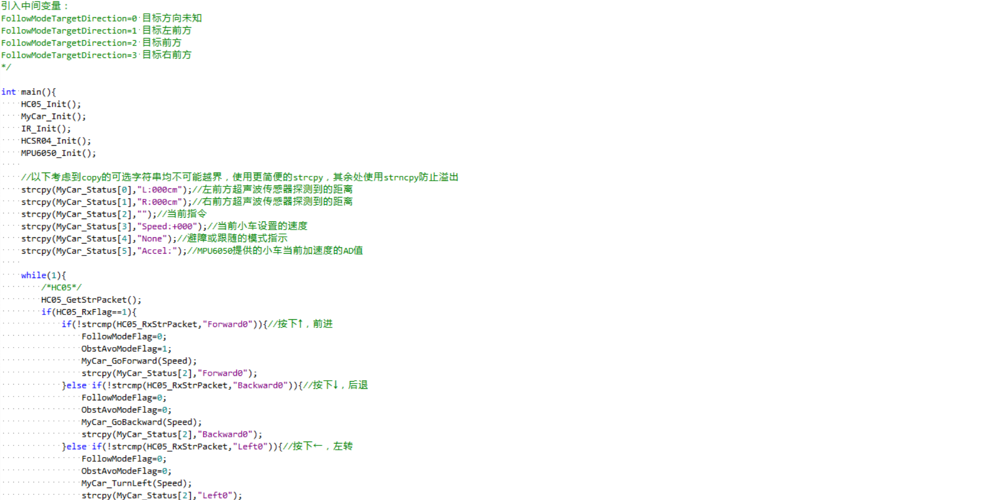 引入中间变量：
FollowModeTargetDirection=0 目标方向未知
FollowModeTargetDirection=1 目标左前方
FollowModeTargetDirection=2 目标前方
FollowModeTargetDirection=3 目标右前方
*/
int main(){
HC05_Init();
MyCar_Init();
IR_Init();
HCSR04_Init();
MPU6050_Init();
//以下考虑到copy的可选字符串均不可能越界，使用更简便的strcpy，其余处使用strncpy防止溢出
strcpy(MyCar_Status[0],"L:000cm");//左前方超声波传感器探测到的距离
strcpy(MyCar_Status[1],"R:000cm");//右前方超声波传感器探测到的距离
strcpy(MyCar_Status[2],"");//当前指令
strcpy(MyCar_Status[3],"Speed:+000");//当前小车设置的速度
strcpy(MyCar_Status[4],"None");//避障或跟随的模式指示
strcpy(MyCar_Status[5],"Accel:");//MPU6050提供的小车当前加速度的AD值
while(1){
/*HC05*/
HC05_GetStrPacket();
if(HC05_RxFlag==1){
if(!strcmp(HC05_RxStrPacket,"Forward0")){//按下↑，前进
FollowModeFlag=0;
ObstAvoModeFlag=1;
MyCar_GoForward(Speed);
strcpy(MyCar_Status[2],"Forward0");
}else if(!strcmp(HC05_RxStrPacket,"Backward0")){//按下↓，后退
FollowModeFlag=0;
ObstAvoModeFlag=0;
MyCar_GoBackward(Speed);
strcpy(MyCar_Status[2],"Backward0");
}else if(!strcmp(HC05_RxStrPacket,"Left0")){//按下←，左转
FollowModeFlag=0;
ObstAvoModeFlag=0;
MyCar_TurnLeft(Speed);
strcpy(MyCar_Status[2],"Left0");